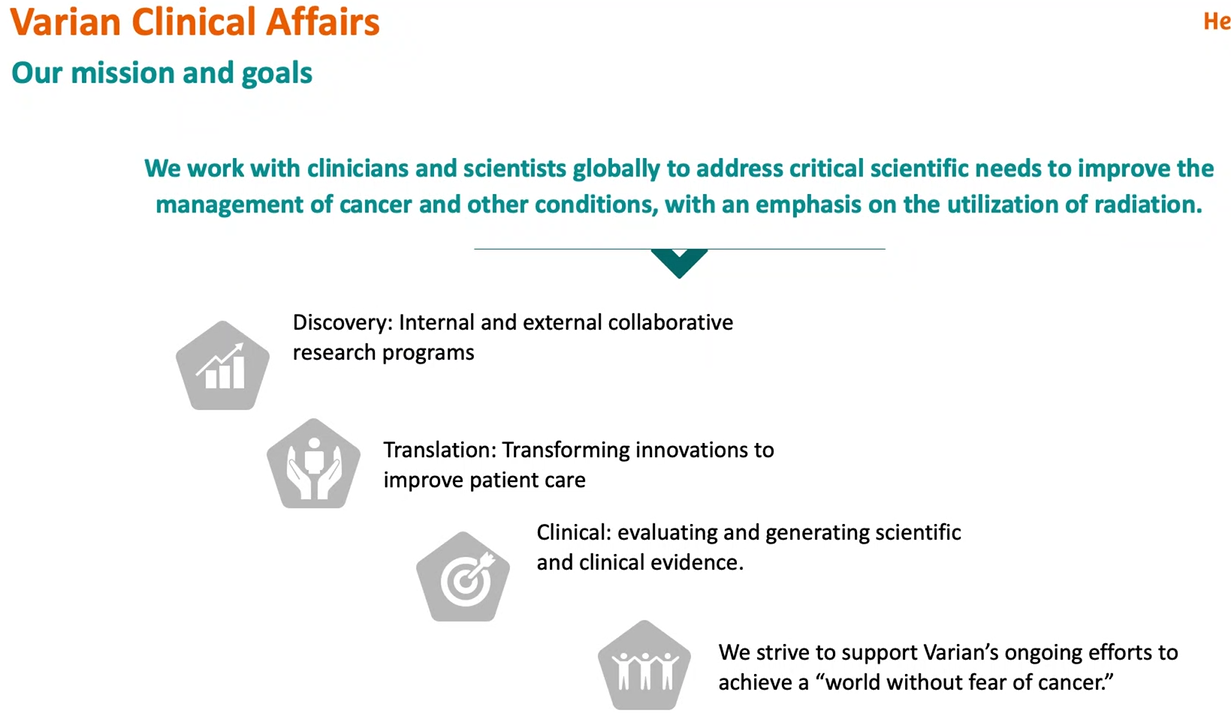 Varian Clinical Affairs
He
Our mission and goals
We work with clinicians and scientists globally to address critical scientific needs to improve the
management of cancer and other conditions, with an emphasis on the utilization of radiation.
Discovery: Internal and external collaborative
research programs
Translation: Transforming innovations to
improve patient care
Clinical: evaluating and generating scientific
and clinical evidence.
We strive to support Varian’s ongoing efforts to
achieve a “world without fear of cancer.”